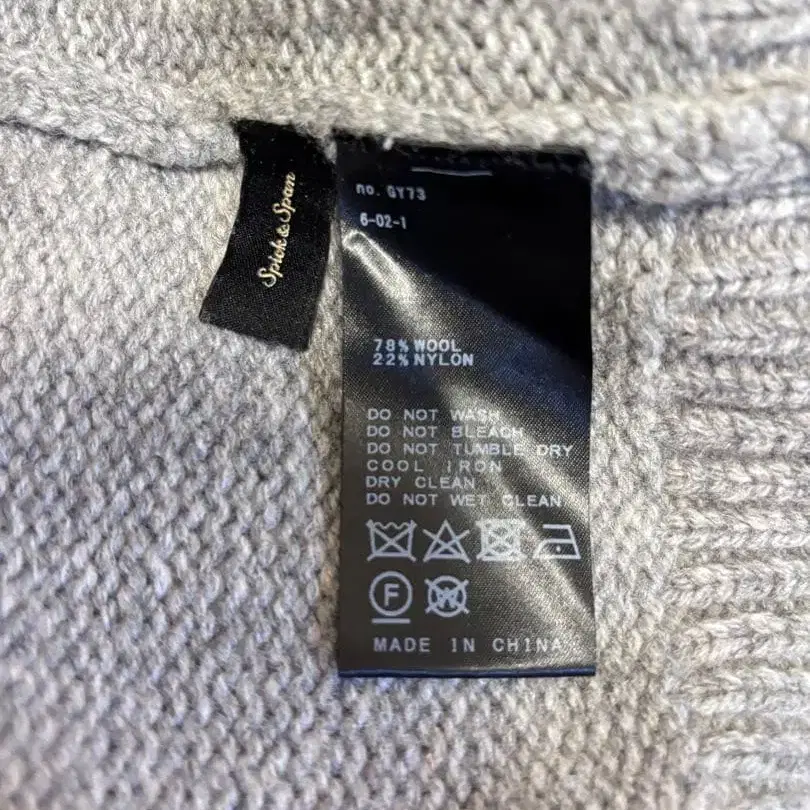 Spick & Span
no. GY73
6-02-1
78% WOOL
22% NYLON
DO NOT WASH
DO NOT BLEACH
DO NOT TUMBLE DRY
COOL IRON
DRY CLEAN
DO NOT WET CLEAN
F
W
MADE IN CHINA